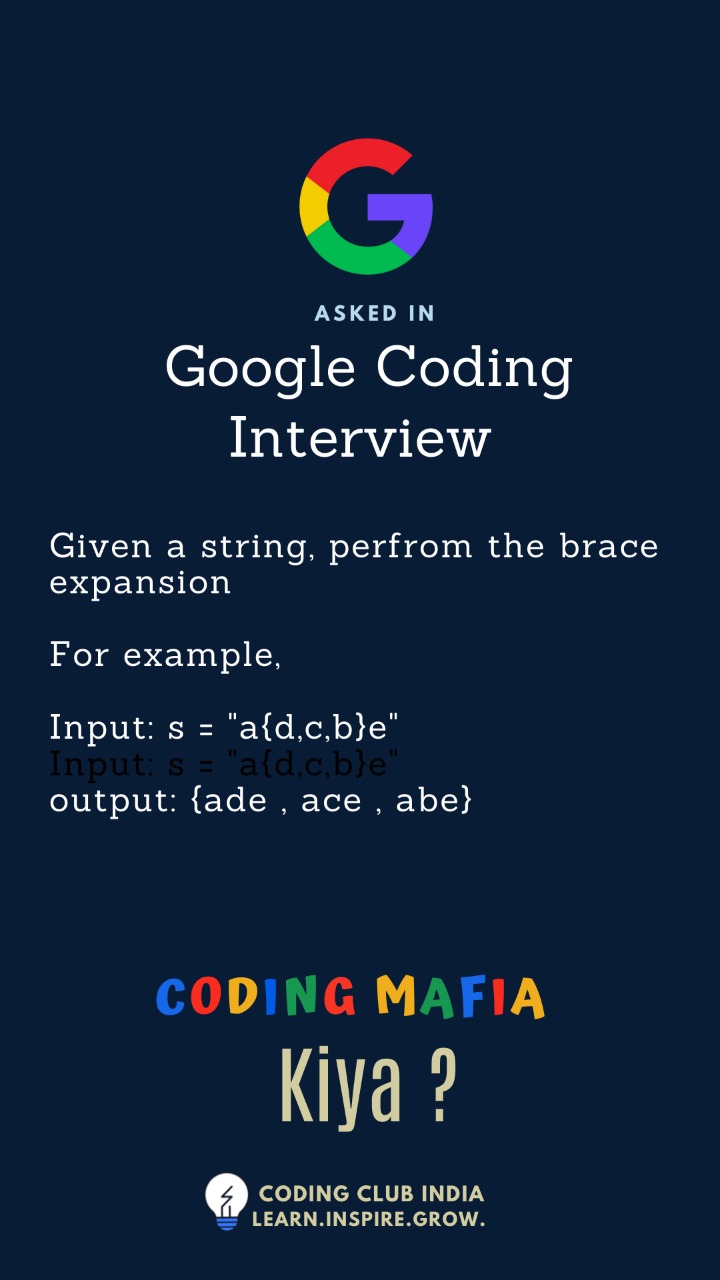 ASKED IN
Google Coding
Interview
Given a string, perfrom the brace
expansion
For example,
Input: s = "a{d,c,b}e"
Input: s = "a{d,c,b}e"
output: {ade , ace , abe}
CODING MAFIA
Kiya ?
CODING CLUB INDIA
LEARN.INSPIRE.GROW.